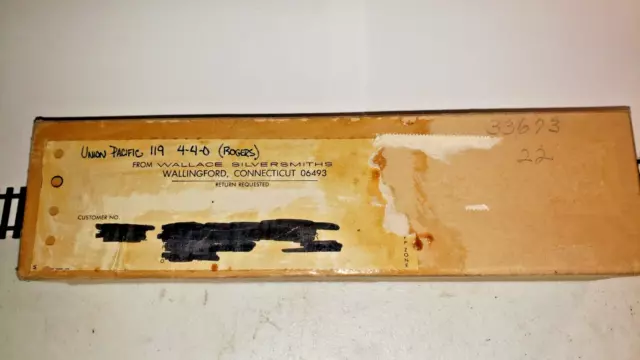 UNION PACIFIC 119 4-4-0 (ROGERS)
FROM WALLACE SILVERSMITHS
WALLINGFORD, CONNECTICUT 06493
RETURN REQUESTED
CUSTOMER NO.
33673
22
P ZONE
S